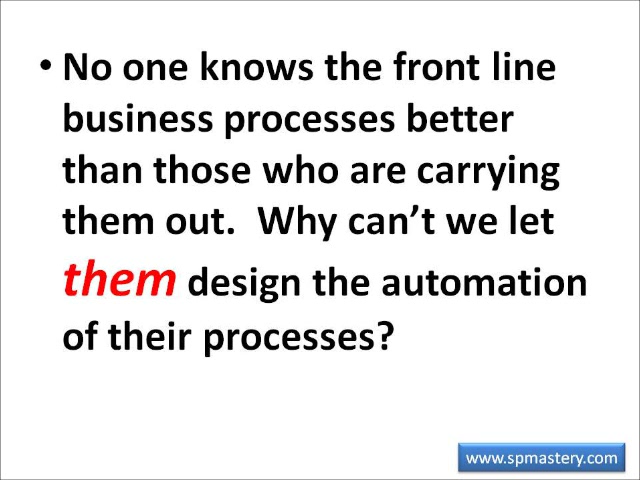 • No one knows the front line
business processes better
than those who are carrying
them out.  Why can’t we let
them design the automation
of their processes?
www.spmastery.com